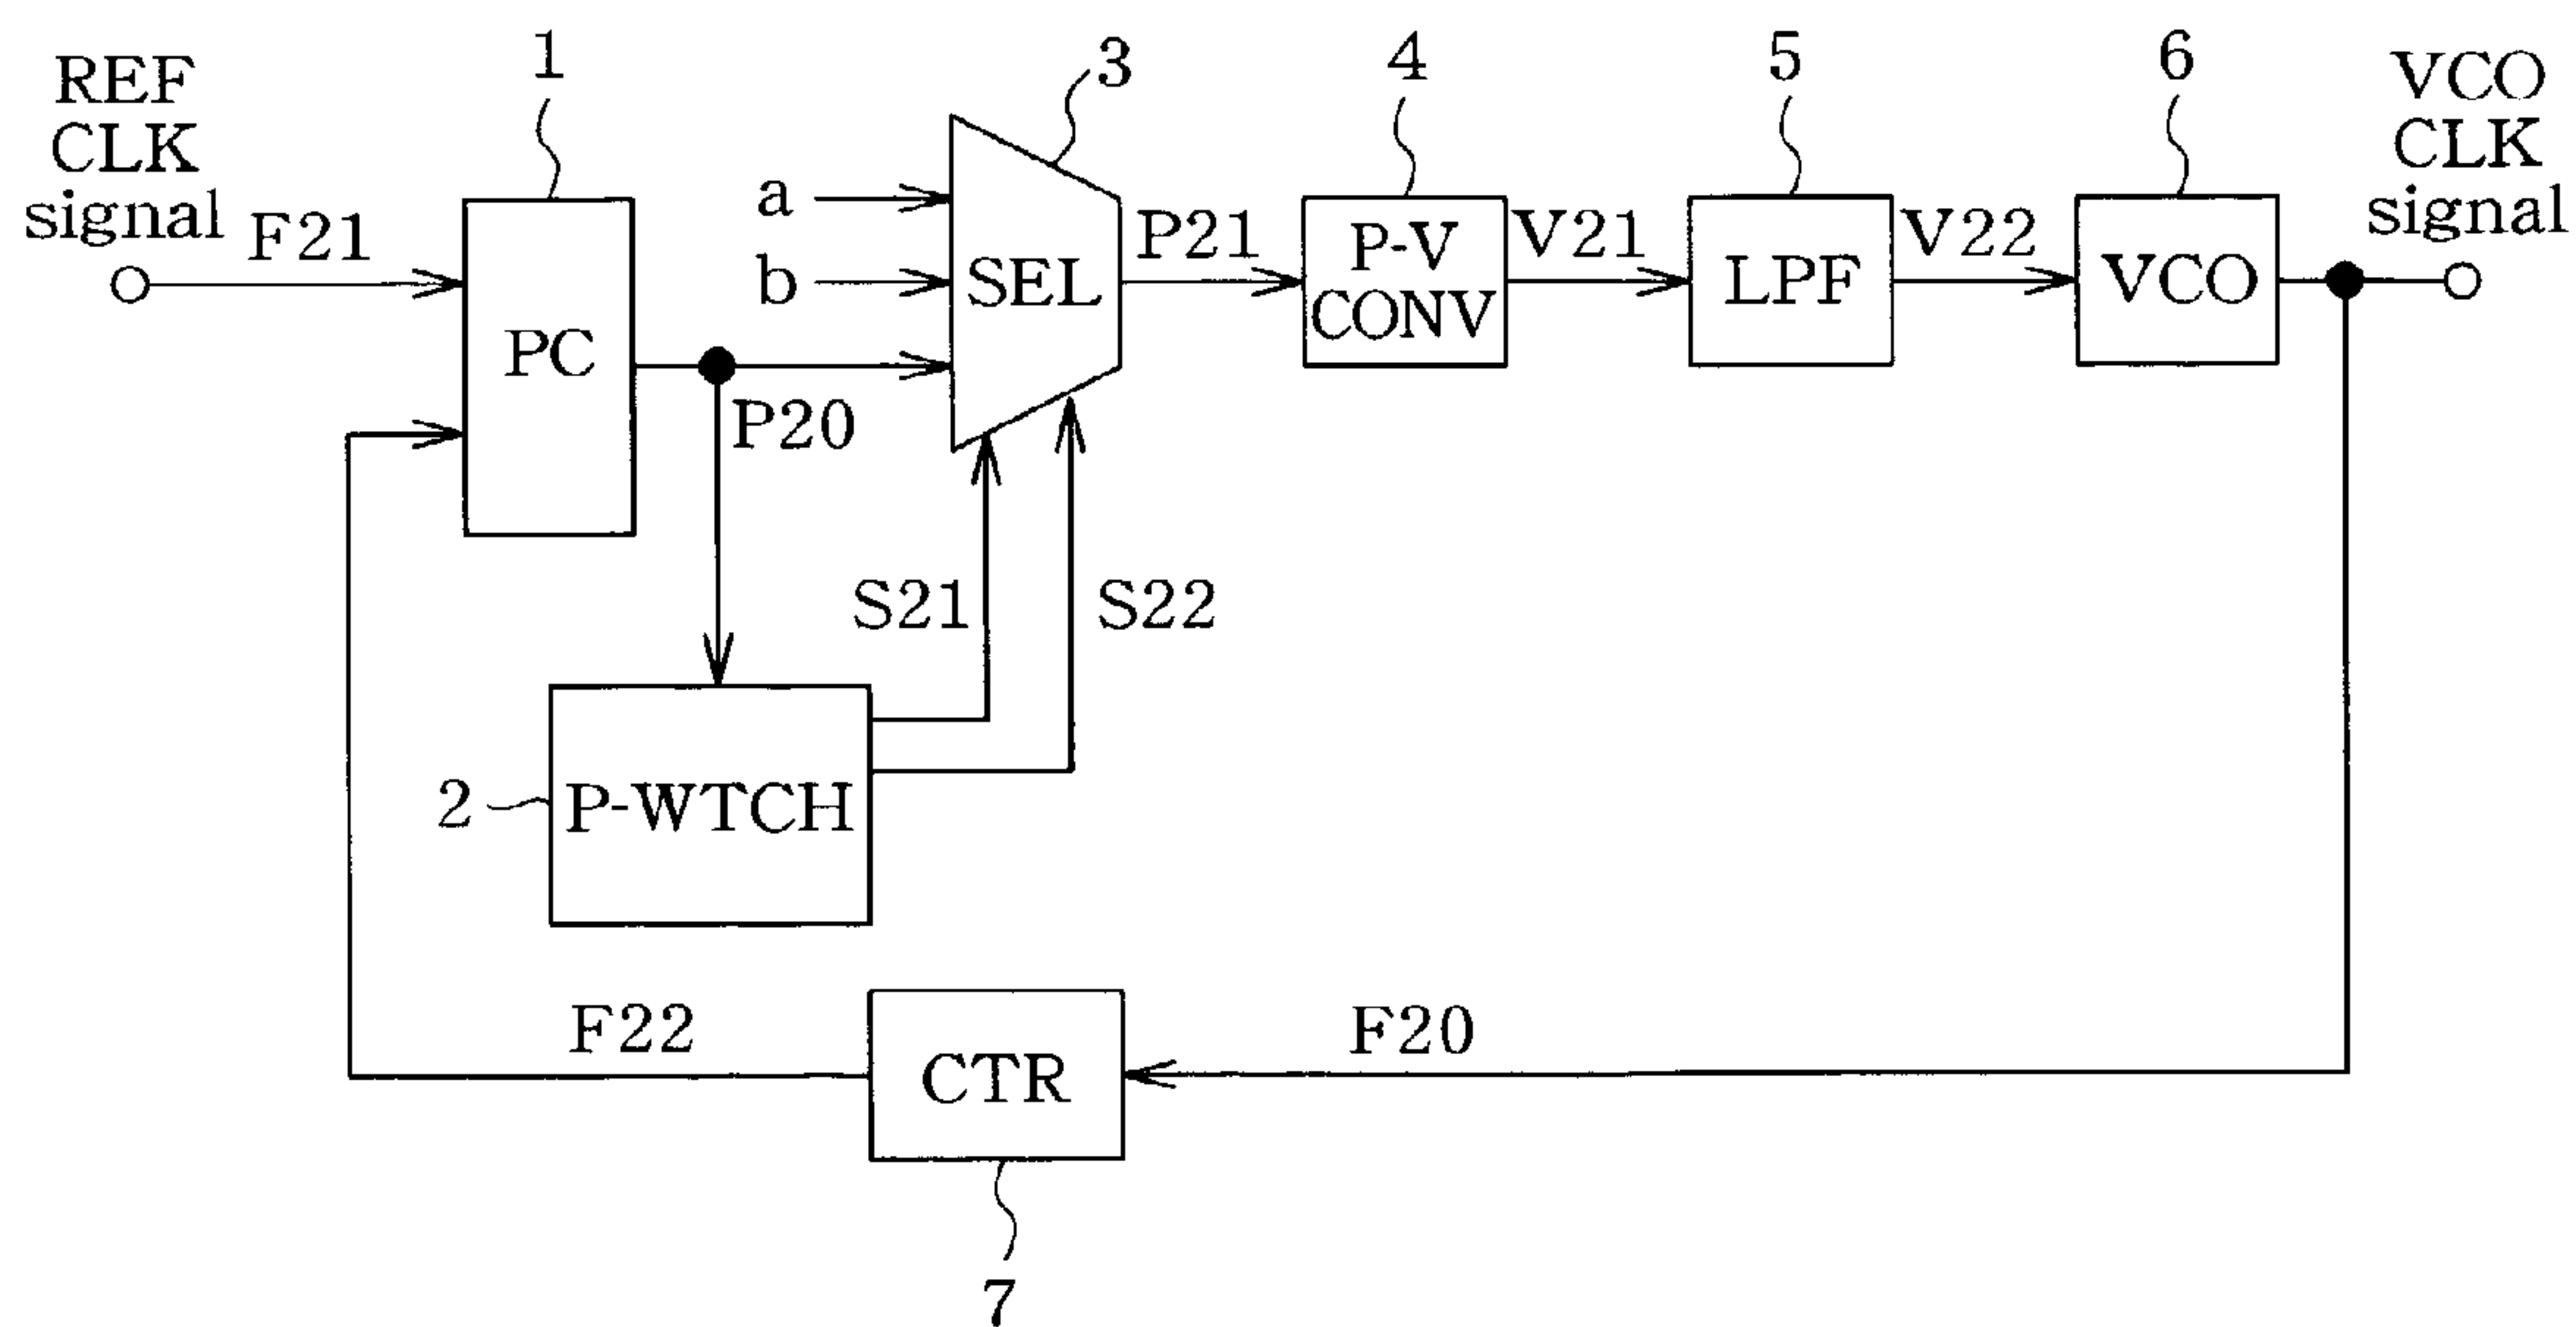 REF
CLK
signal
F21
1
PC
P20
a
b
SEL
3
P21
4
P-V
CONV
V21
5
LPF
V22
6
VCO
VCO
CLK
signal
S21
S22
2
P-WTCH
F22
CTR
F20
7